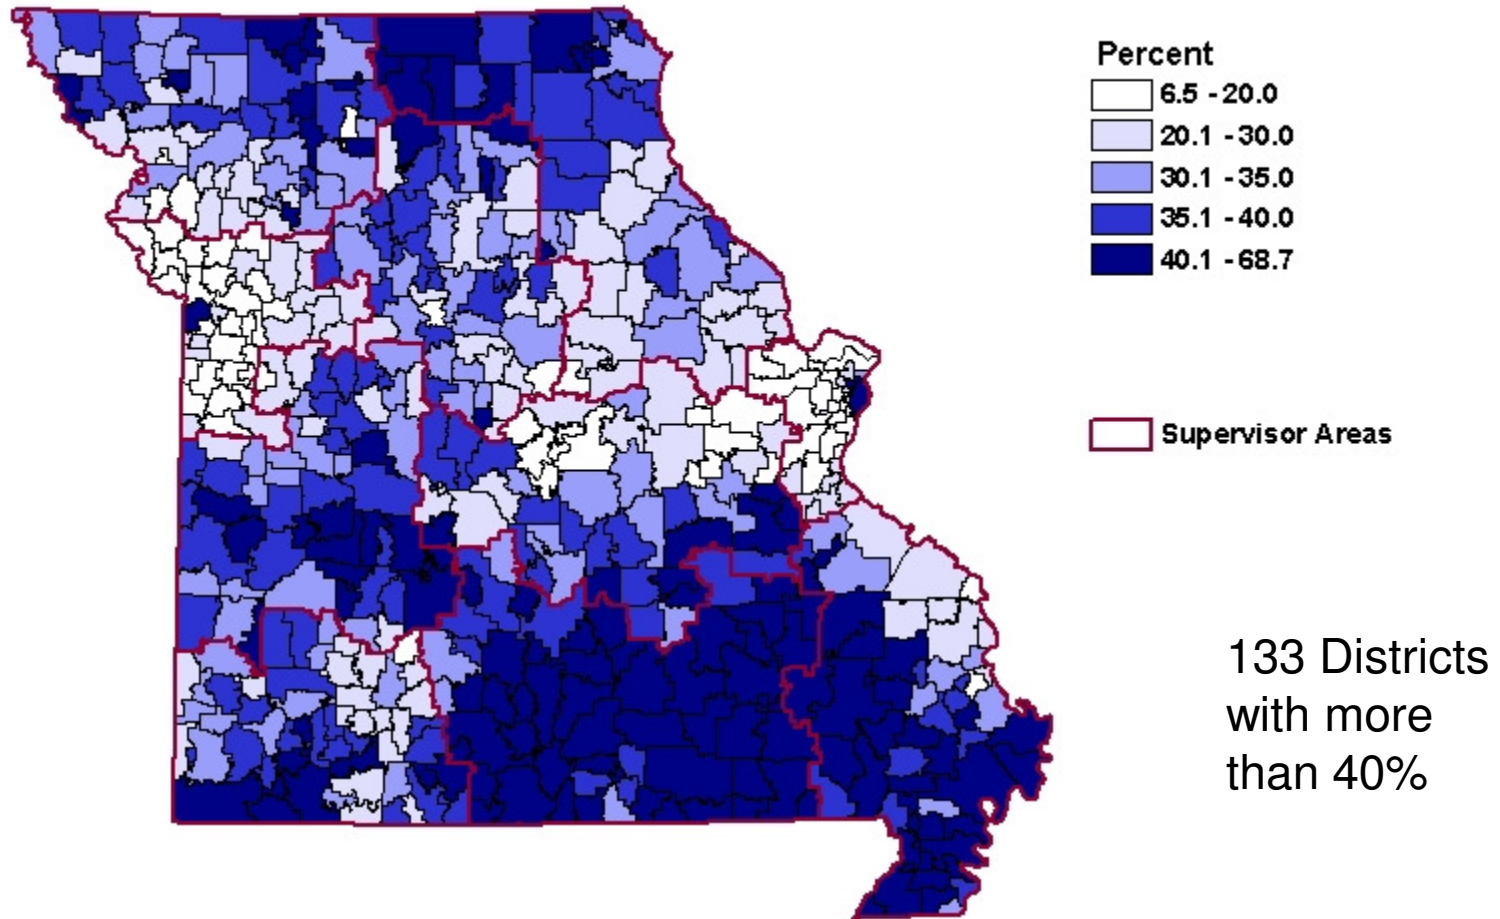 Percent
6.5 - 20.0
20.1 - 30.0
30.1 - 35.0
35.1 - 40.0
40.1 - 68.7
Supervisor Areas
133 Districts
with more
than 40%